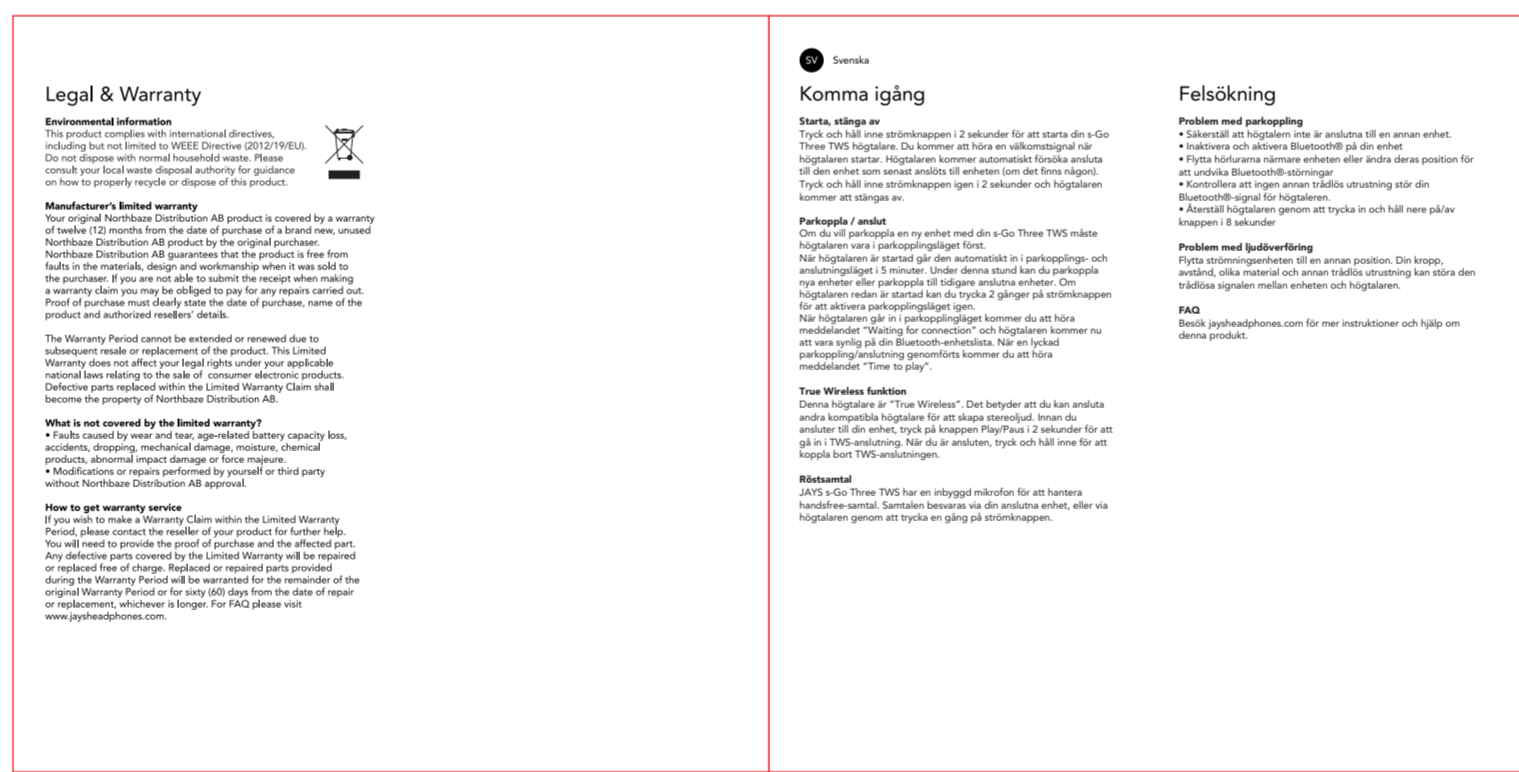 Legal & Warranty
Environmental information
This product complies with international directives,
including but not limited to WEEE Directive (2012/19/EU).
Do not dispose with normal household waste. Please
consult your local waste disposal authority for guidance
on how to properly recycle or dispose of this product.
Manufacturer's limited warranty
Your original Northbaze Distribution AB product is covered by a warranty
of twelve (12) months from the date of purchase of a brand new, unused
Northbaze Distribution AB product by the original purchaser.
Northbaze Distribution AB guarantees that the product is free from
faults in the materials, design and workmanship when it was sold to
the purchaser. If you are not able to submit the receipt when making
a warranty claim you may be obliged to pay for any repairs carried out.
Proof of purchase must clearly state the date of purchase, name of the
product and authorized resellers' details.
The Warranty Period cannot be extended or renewed due to
subsequent resale or replacement of the product. This Limited
Warranty does not affect your legal rights under your applicable
national laws relating to the sale of consumer electronic products.
Defective parts replaced within the Limited Warranty Claim shall
become the property of Northbaze Distribution AB.
What is not covered by the limited warranty?
• Faults caused by wear and tear, age-related battery capacity loss,
accidents, dropping, mechanical damage, moisture, chemical
products, abnormal impact damage or force majeure.
• Modifications or repairs performed by yourself or third party
without Northbaze Distribution AB approval.
How to get warranty service
If you wish to make a Warranty Claim within the Limited Warranty
Period, please contact the reseller of your product for further help.
You will need to provide the proof of purchase and the affected part.
Any defective parts covered by the Limited Warranty will be repaired
or replaced free of charge. Replaced or repaired parts provided
during the Warranty Period will be warranted for the remainder of the
original Warranty Period or for sixty (60) days from the date of repair
or replacement, whichever is longer. For FAQ please visit
www.jaysheadphones.com.
SV Svenska
Komma igång
Starta, stänga av
Tryck och håll inne strömknappen i 2 sekunder för att starta din s-Go
Three TWS högtalare. Du kommer att höra en välkomstsignal när
högtalaren startar. Högtalaren kommer automatiskt försöka ansluta
till den enhet som senast anslöts till enheten (om det finns någon).
Tryck och håll inne strömknappen igen i 2 sekunder och högtalaren
kommer att stängas av.
Parkoppla / anslut
Om du vill parkoppla en ny enhet med din s-Go Three TWS måste
högtalaren vara i parkopplingsläget först.
När högtalaren är startad går den automatiskt in i parkopplings- och
anslutningsläget i 5 minuter. Under denna stund kan du parkoppla
nya enheter eller parkoppla till tidigare anslutna enheter. Om
högtalaren redan är startad kan du trycka 2 gånger på strömknappen
för att aktivera parkopplingsläget igen.
När högtalaren går in i parkopplingläget kommer du att höra
meddelandet "Waiting for connection" och högtalaren kommer nu
att vara synlig på din Bluetooth-enhetslista. När en lyckad
parkoppling/anslutning genomförts kommer du att höra
meddelandet "Time to play".
True Wireless funktion
Denna högtalare är "True Wireless". Det betyder att du kan ansluta
andra kompatibla högtalare för att skapa stereoljud. Innan du
ansluter till din enhet, tryck på knappen Play/Paus i 2 sekunder för att
gå in i TWS-anslutning. När du är ansluten, tryck och håll inne för att
koppla bort TWS-anslutningen.
Röstsamtal
JAYS s-Go Three TWS har en inbyggd mikrofon för att hantera
handsfree-samtal. Samtalen besvaras via din anslutna enhet, eller via
högtalaren genom att trycka en gång på strömknappen.
Felsökning
Problem med parkoppling
• Säkerställ att högtalern inte är anslutna till en annan enhet.
• Inaktivera och aktivera Bluetooth® på din enhet
• Flytta hörlurarna närmare enheten eller ändra deras position för
att undvika Bluetooth®-störningar
• Kontrollera att ingen annan trådlös utrustning stör din
Bluetooth®-signal för högtaleren.
• Återställ högtalaren genom att trycka in och håll nere på/av
knappen i 8 sekunder
Problem med ljudöverföring
Flytta strömningsenheten till en annan position. Din kropp,
avstånd, olika material och annan trådlös utrustning kan störa den
trådlösa signalen mellan enheten och högtalaren.
FAQ
Besök jaysheadphones.com för mer instruktioner och hjälp om
denna produkt.